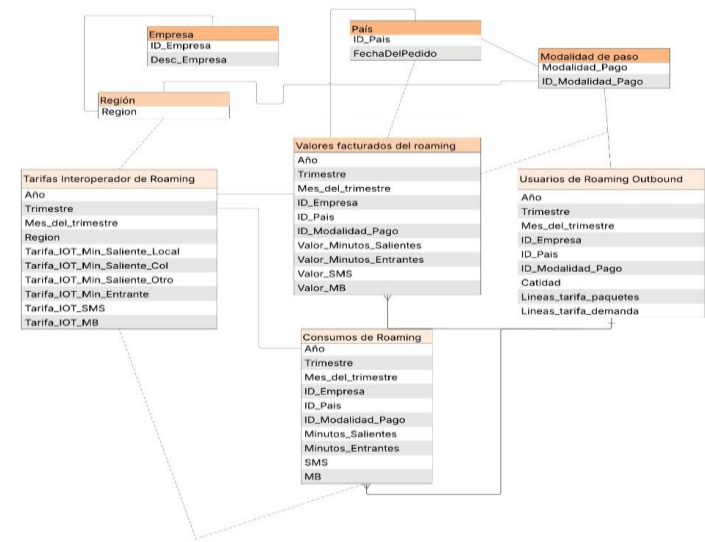 Empresa
ID_Empresa
Desc_Empresa
País
ID_Pais
FechaDelPedido
Modalidad de paso
Modalidad_Pago
ID_Modalidad_Pago
Región
Region
Tarifas Interoperador de Roaming
Año
Trimestre
Mes_del_trimestre
Region
Tarifa_IOT_Min_Saliente_Local
Tarifa_IOT_Min_Saliente_Col
Tarifa_IOT_Min_Saliente_Otro
Tarifa_IOT_Min_Entrante
Tarifa_IOT_SMS
Tarifa_IOT_MB
Valores facturados del roaming
Año
Trimestre
Mes_del_trimestre
ID_Empresa
ID_Pais
ID_Modalidad_Pago
Valor_Minutos_Salientes
Valor_Minutos_Entrantes
Valor_SMS
Valor_MB
Usuarios de Roaming Outbound
Año
Trimestre
Mes_del_trimestre
ID_Empresa
ID_Pais
ID_Modalidad_Pago
Catidad
Lineas_tarifa_paquetes
Lineas_tarifa_demanda
Consumos de Roaming
Año
Trimestre
Mes_del_trimestre
ID_Empresa
ID_Pais
ID_Modalidad_Pago
Minutos_Salientes
Minutos_Entrantes
SMS
MB